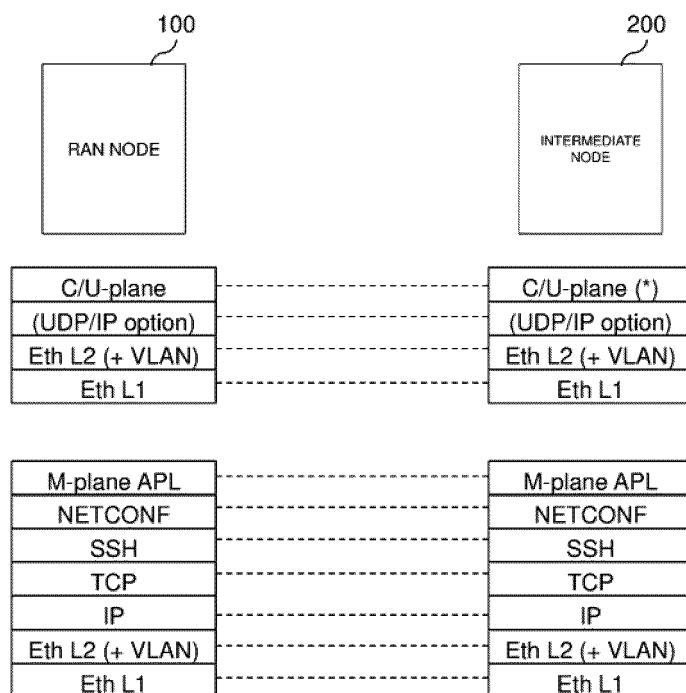 100
200
RAN NODE
INTERMEDIATE
NODE
C/U-plane
(UDP/IP option)
Eth L2 (+ VLAN)
Eth L1
C/U-plane (*)
(UDP/IP option)
Eth L2 (+ VLAN)
Eth L1
M-plane APL
NETCONF
SSH
TCP
IP
Eth L2 (+ VLAN)
Eth L1
M-plane APL
NETCONF
SSH
TCP
IP
Eth L2 (+ VLAN)
Eth L1